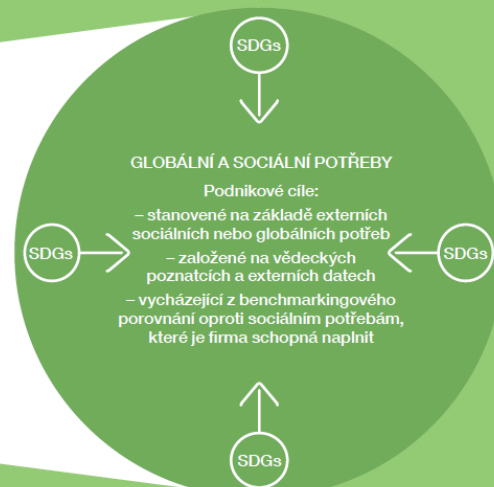 SDGs
GLOBÁLNÍ A SOCIÁLNÍ POTŘEBY
Podnikové cíle:
– stanovené na základě externích
sociálních nebo globálních potřeb
– založené na vědeckých
poznatcích a externích datech
– vycházející z benchmarkingového
porovnání oproti sociálním potřebám,
které je firma schopná naplnit
SDGs
SDGs
SDGs